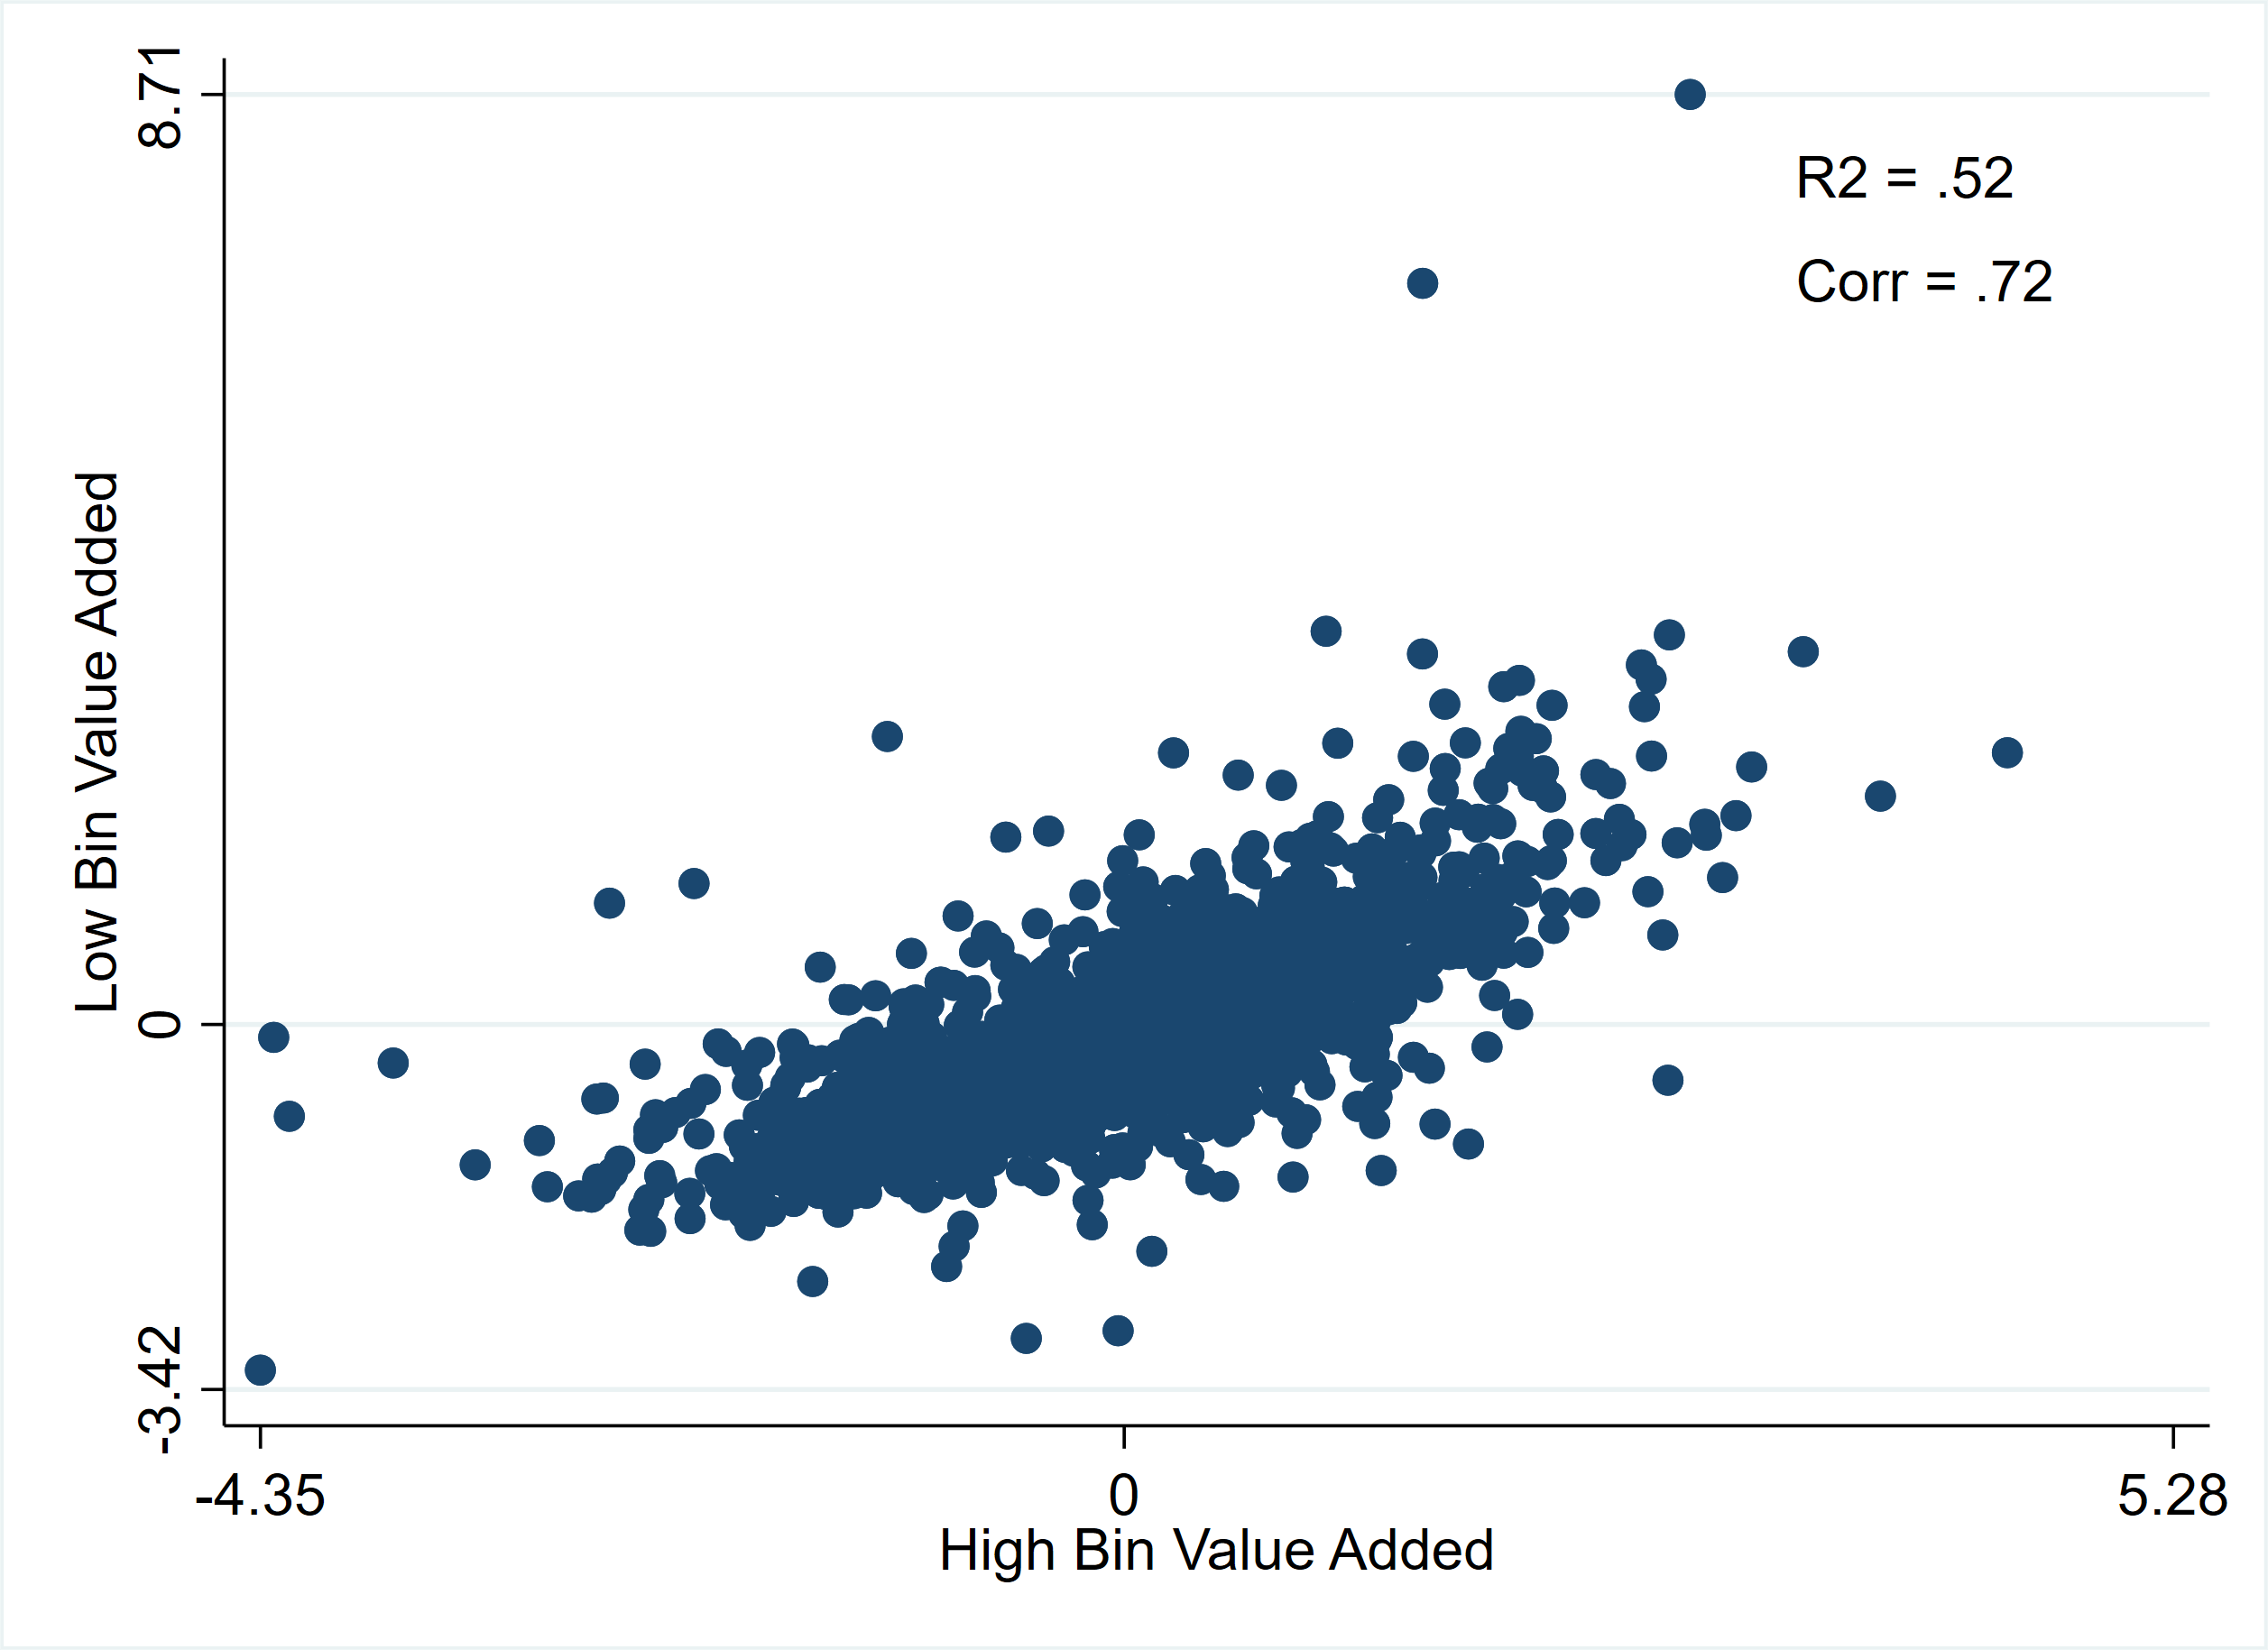 8.71
R2 = .52
Corr = .72
Low Bin Value Added
0
-3.42
-4.35
0
5.28
High Bin Value Added